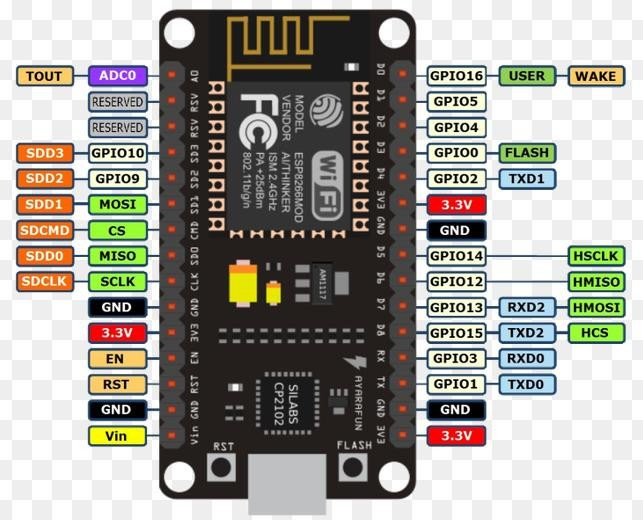 TOUT ADC0
RESERVED
RESERVED
SDD3 GPIO10
SDD2 GPIO9
SDD1 MOSI
SDCMD CS
SDD0 MISO
SDCLK SCLK
GND
3.3V
EN
RST
GND
Vin
A0
RSV
RSV
SD3
SD2
SD1
CMD
SD0
CLK
GND
3V3
EN
RST
GND
Vin
MODEL ESP8266MOD
VENDOR AITHINKER
ISM 2.4GHz
PA +25dBm
802.11b/g/n
FC
Wi Fi
AM1117
SILABS
CP2102
AYARAFUN
RST
FLASH
D0
D1
D2
D3
D4
3V3
GND
D5
D6
D7
D8
RX
TX
GND
3V3
GPIO16 USER WAKE
GPIO5
GPIO4
GPIO0 FLASH
GPIO2 TXD1
3.3V
GND
GPIO14 HSCLK
GPIO12 HMISO
GPIO13 RXD2 HMOSI
GPIO15 TXD2 HCS
GPIO3 RXD0
GPIO1 TXD0
GND
3.3V